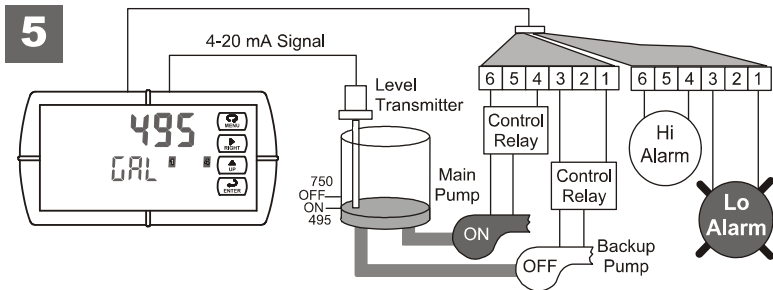 5
4-20 mA Signal
Level
Transmitter
495
GAL
MENU
RIGHT
UP
ENTER
750
OFF
ON
495
Main
Pump
ON
OFF
Backup
Pump
6 5 4 3 2 1
Control
Relay
Control
Relay
6 5 4 3 2 1
Hi
Alarm
Lo
Alarm